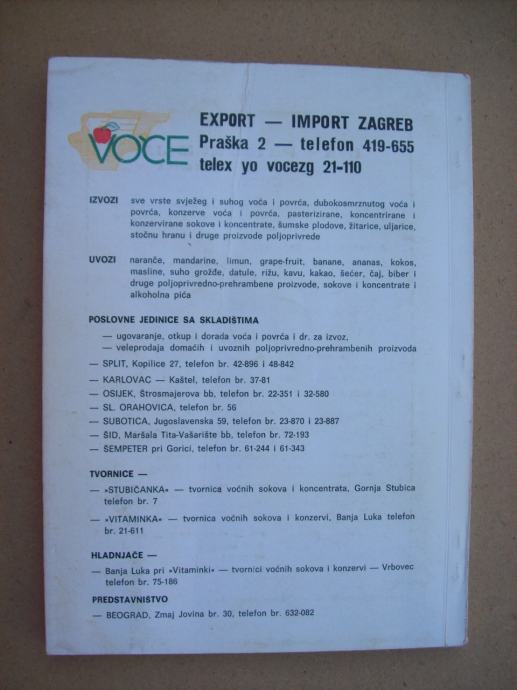 VOĆE
EXPORT — IMPORT ZAGREB
Praška 2 — telefon 419-655
telex yo vocezg 21-110
IZVOZI sve vrste svježeg i suhog voća i povrća, dubokosmrznutog voća i
povrća, konzerve voća i povrća, pasterizirane, koncentrirane i
konzervirane sokove i koncentrate, šumske plodove, žitarice, uljarice,
stočnu hranu i druge proizvode poljoprivrede
UVOZI naranče, mandarine, limun, grape-fruit, banane, ananas, kokos,
masline, suho grožđe, datule, rižu, kavu, kakao, šećer, čaj, biber i
druge poljoprivredno-prehrambene proizvode, sokove i koncentrate i
alkoholna pića
POSLOVNE JEDINICE SA SKLADIŠTIMA
— ugovaranje, otkup i dorada voća i povrća i dr. za izvoz,
— veleprodaja domaćih i uvoznih poljoprivredno-prehrambenih proizvoda
— SPLIT, Kopilice 27, telefon br. 42-896 i 48-842
— KARLOVAC — Kaštel, telefon br. 37-81
— OSIJEK, Štrosmajerova bb, telefon br. 22-351 i 32-580
— SL. ORAHOVICA, telefon br. 56
— SUBOTICA, Jugoslavenska 59, telefon br. 23-870 i 23-887
— ŠID, Maršala Tita-Vašarište bb, telefon br. 72-193
— ŠEMPETER pri Gorici, telefon br. 61-244 i 61-343
TVORNICE —
— »STUBIČANKA« — tvornica voćnih sokova i koncentrata, Gornja Stubica
telefon br. 7
— »VITAMINKA« — tvornica voćnih sokova i konzervi, Banja Luka telefon
br. 21-611
HLADNJAČE —
— Banja Luka pri »Vitaminki« — tvornici voćnih sokova i konzervi — Vrbovec
telefon br. 75-186
PREDSTAVNIŠTVO
— BEOGRAD, Zmaj Jovina br. 30, telefon br. 632-082